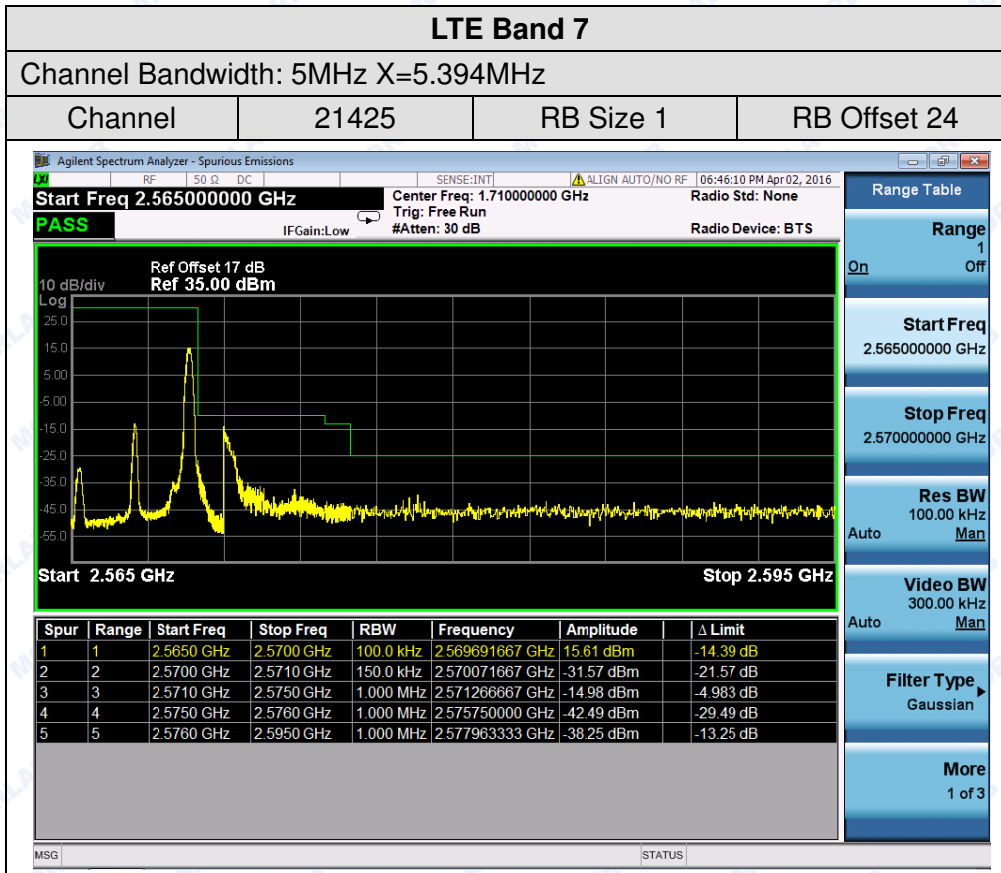 LTE Band 7
Channel Bandwidth: 5MHz X=5.394MHz
Channel 21425 RB Size 1 RB Offset 24
Agilent Spectrum Analyzer - Spurious Emissions
LXI RF 50 Ω DC SENSE:INT ALIGN AUTO/NO RF 06:46:10 PM Apr 02, 2016
Start Freq 2.565000000 GHz Center Freq: 1.710000000 GHz Radio Std: None
Trig: Free Run
PASS IFGain:Low #Atten: 30 dB Radio Device: BTS
Ref Offset 17 dB
10 dB/div Ref 35.00 dBm
Log
25.0
15.0
5.00
-5.00
-15.0
-25.0
-35.0
-45.0
-55.0
Start 2.565 GHz Stop 2.595 GHz
Spur Range Start Freq Stop Freq RBW Frequency Amplitude Δ Limit
1 1 2.5650 GHz 2.5700 GHz 100.0 kHz 2.569691667 GHz 15.61 dBm -14.39 dB
2 2 2.5700 GHz 2.5710 GHz 150.0 kHz 2.570071667 GHz -31.57 dBm -21.57 dB
3 3 2.5710 GHz 2.5750 GHz 1.000 MHz 2.571266667 GHz -14.98 dBm -4.983 dB
4 4 2.5750 GHz 2.5760 GHz 1.000 MHz 2.575750000 GHz -42.49 dBm -29.49 dB
5 5 2.5760 GHz 2.5950 GHz 1.000 MHz 2.577963333 GHz -38.25 dBm -13.25 dB
MSG STATUS
Range Table
Range
1
On Off
Start Freq
2.565000000 GHz
Stop Freq
2.570000000 GHz
Res BW
100.00 kHz
Auto Man
Video BW
300.00 kHz
Auto Man
Filter Type
Gaussian
More
1 of 3